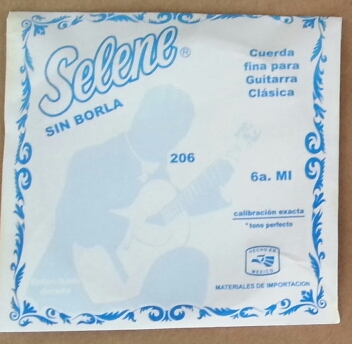 Selene®
SIN BORLA
Cuerda
fina para
Guitarra
Clásica
206
6a. MI
calibración exacta
* tono perfecto
HECHO EN
MEXICO
MATERIALES DE IMPORTACION